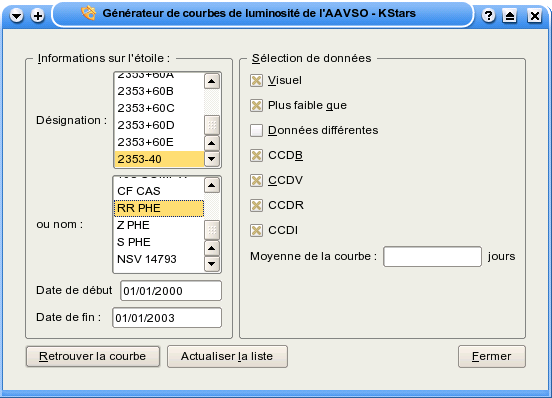 Générateur de courbes de luminosité de l'AAVSO - KStars
Informations sur l'étoile :
Désignation :
2353+60A
2353+60B
2353+60C
2353+60D
2353+60E
2353-40
ou nom :
CF CAS
RR PHE
Z PHE
S PHE
NSV 14793
Date de début
01/01/2000
Date de fin :
01/01/2003
Sélection de données
Visuel
Plus faible que
Données différentes
CCDB
CCDV
CCDR
CCDI
Moyenne de la courbe : jours
Retrouver la courbe
Actualiser la liste
Fermer